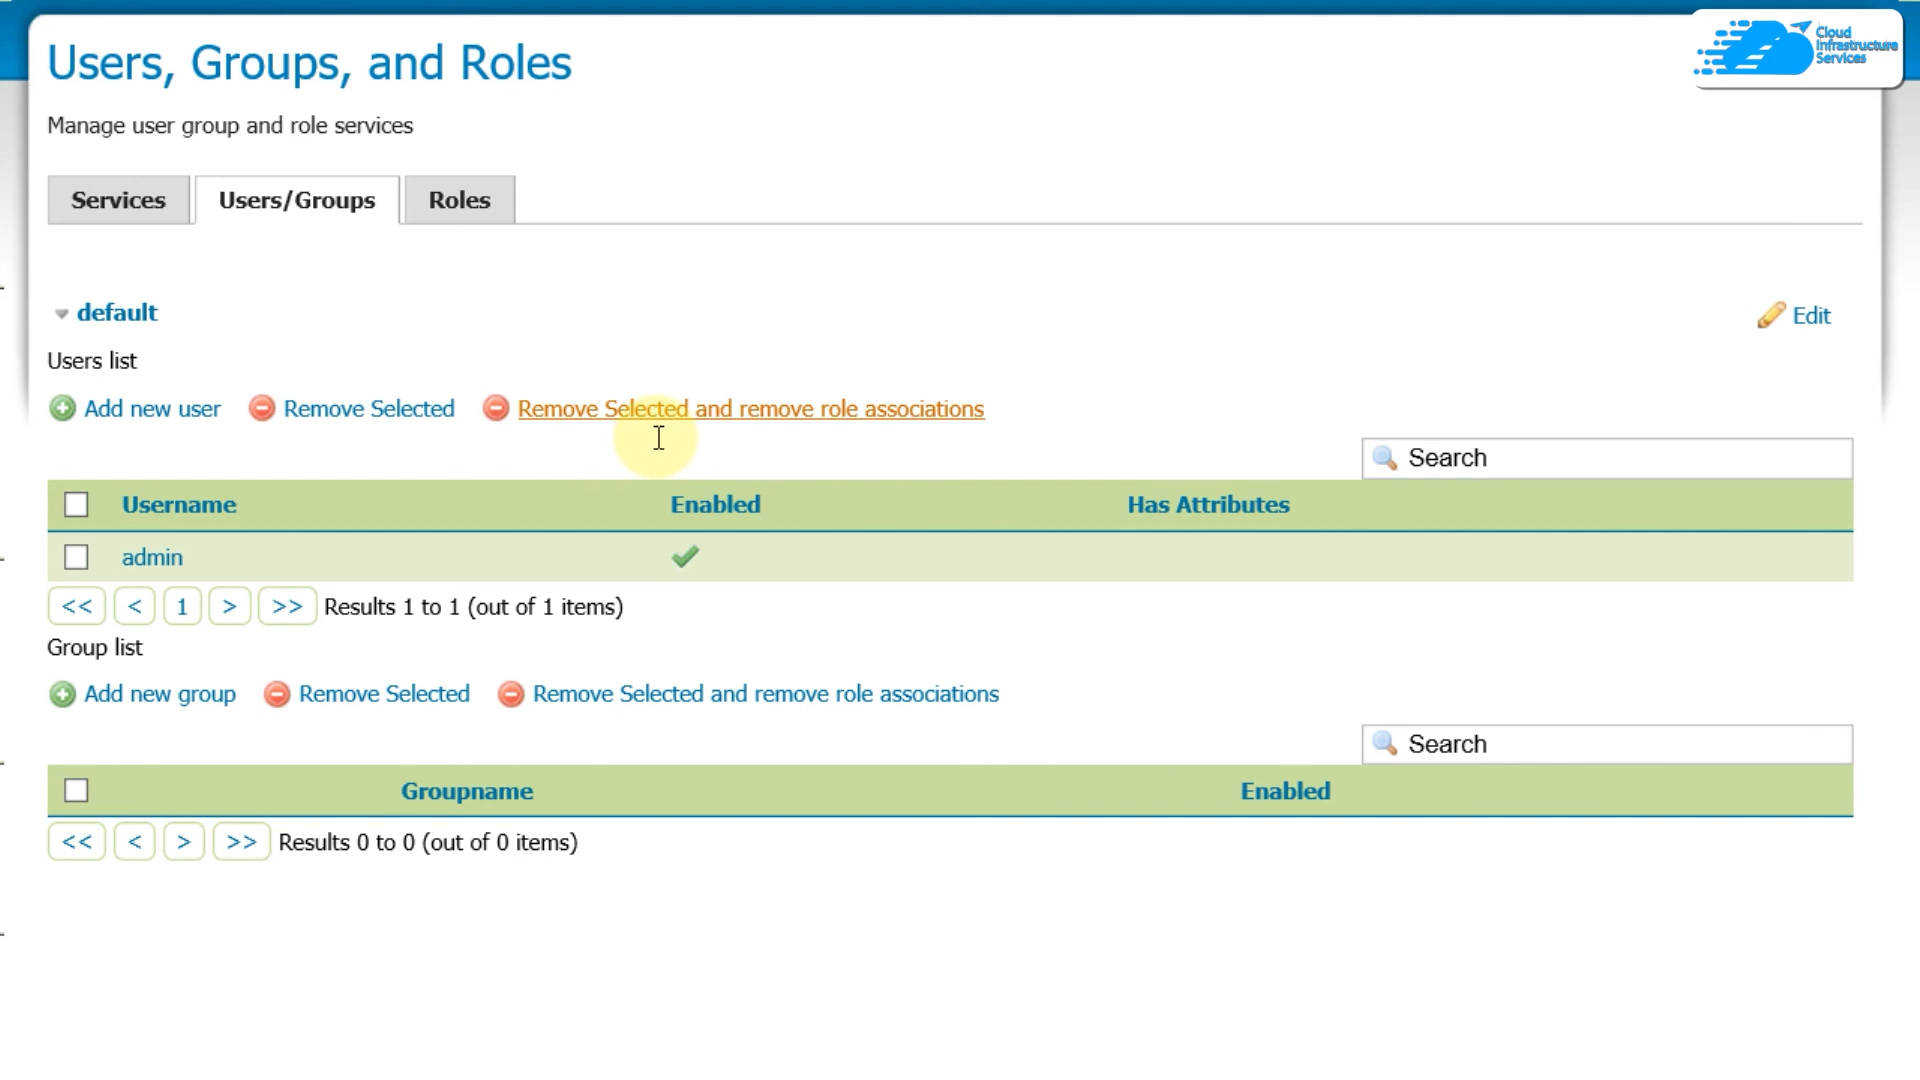 Cloud
Infrastructure
Services
Users, Groups, and Roles
Manage user group and role services
Services Users/Groups Roles
default Edit
Users list
Add new user Remove Selected Remove Selected and remove role associations
Search
Username Enabled Has Attributes
admin
<< < 1 > >> Results 1 to 1 (out of 1 items)
Group list
Add new group Remove Selected Remove Selected and remove role associations
Search
Groupname Enabled
<< < > >> Results 0 to 0 (out of 0 items)